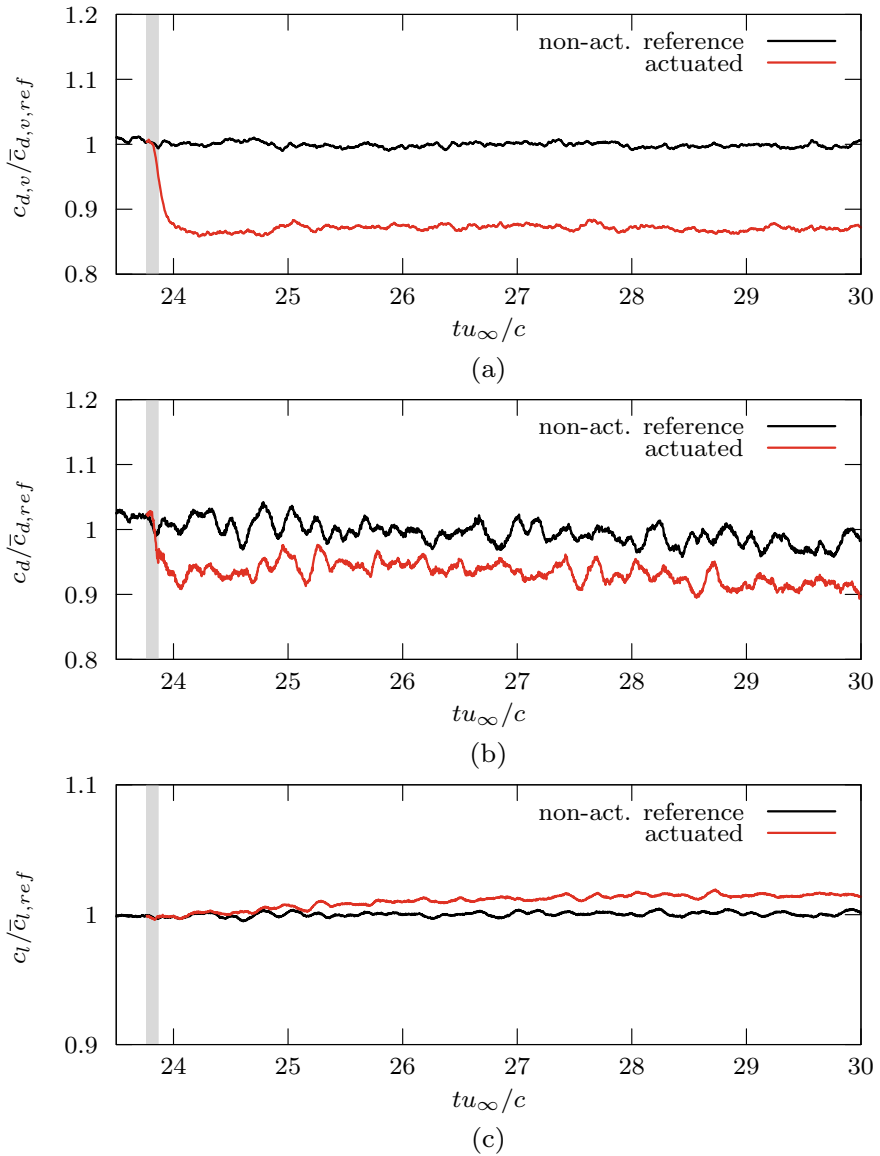 1.2
non-act. reference
actuated
1.1
1
0.9
0.8
c_{d,v}/\overline{c}_{d,v,ref}
24 25 26 27 28 29 30
tu_∞/c
(a)
1.2
non-act. reference
actuated
1.1
1
0.9
0.8
c_d/\overline{c}_{d,ref}
24 25 26 27 28 29 30
tu_∞/c
(b)
1.1
non-act. reference
actuated
1
0.9
c_l/\overline{c}_{l,ref}
24 25 26 27 28 29 30
tu_∞/c
(c)